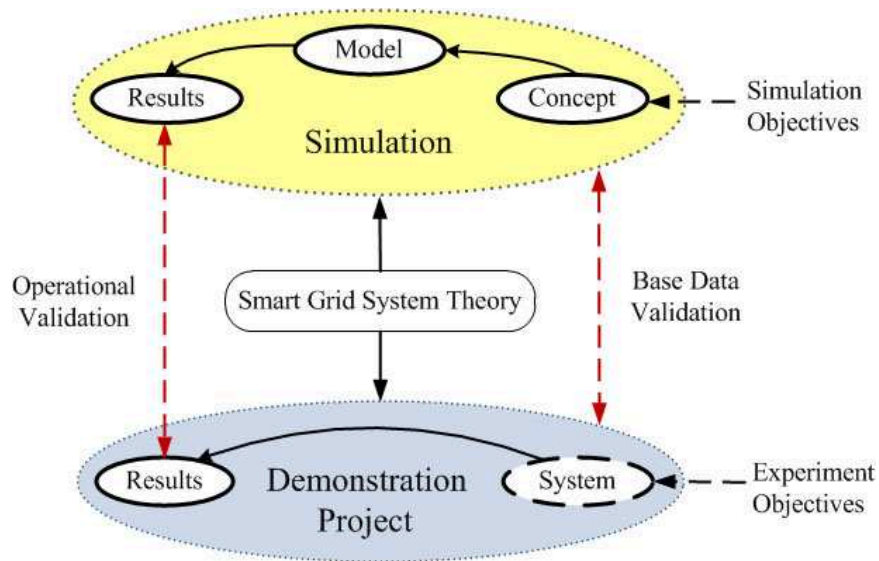 Model
Results
Concept
Simulation
Objectives
Simulation
Operational
Validation
Smart Grid System Theory
Base Data
Validation
Results
Demonstration
Project
System
Experiment
Objectives